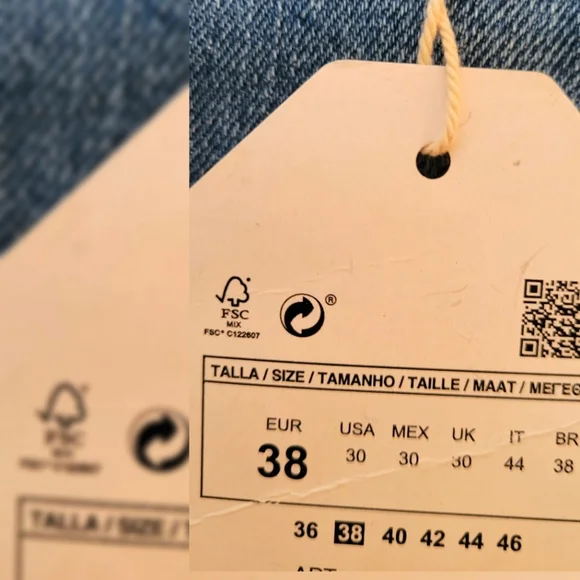 ®
FSC
MIX
FSC® C122607
TALLA / SIZE / TAMANHO / TAILLE / MAAT / ΜΕΓΕΘ
EUR USA MEX UK IT BR
38 30 30 30 44 38
36 38 40 42 44 46